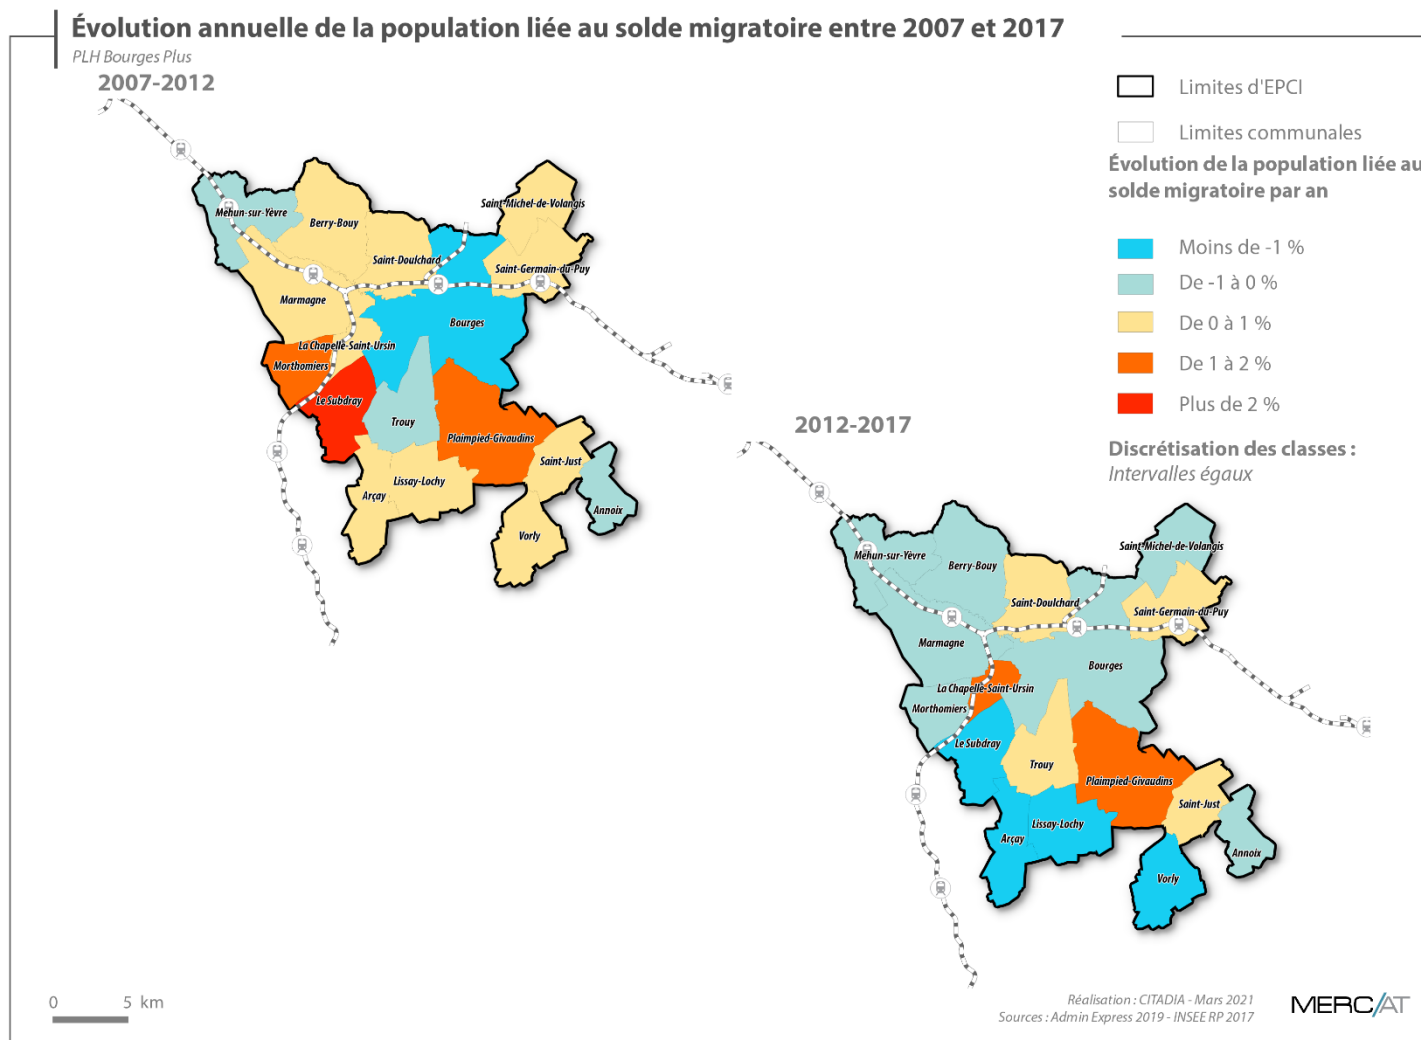 Évolution annuelle de la population liée au solde migratoire entre 2007 et 2017
PLH Bourges Plus
2007-2012
Limites d'EPCI
Limites communales
Évolution de la population liée au
solde migratoire par an
Moins de -1 %
De -1 à 0 %
De 0 à 1 %
De 1 à 2 %
Plus de 2 %
Discrétisation des classes :
Intervalles égaux
Saint-Michel-de-Volangis
Mehun-sur-Yèvre
Berry-Bouy
Saint-Doulchard
Saint-Germain-du-Puy
Marmagne
Bourges
La Chapelle-Saint-Ursin
Morthomiers
Le Subdray
Trouy
Plaimpied-Givaudins
Saint-Just
Lissay-Lochy
Arçay
Annoix
Vorly
2012-2017
Saint-Michel-de-Volangis
Mehun-sur-Yèvre
Berry-Bouy
Saint-Doulchard
Saint-Germain-du-Puy
Marmagne
Bourges
La Chapelle-Saint-Ursin
Morthomiers
Le Subdray
Trouy
Plaimpied-Givaudins
Saint-Just
Lissay-Lochy
Arçay
Annoix
Vorly
0 5 km
Réalisation : CITADIA - Mars 2021
Sources : Admin Express 2019 - INSEE RP 2017
MERC/AT